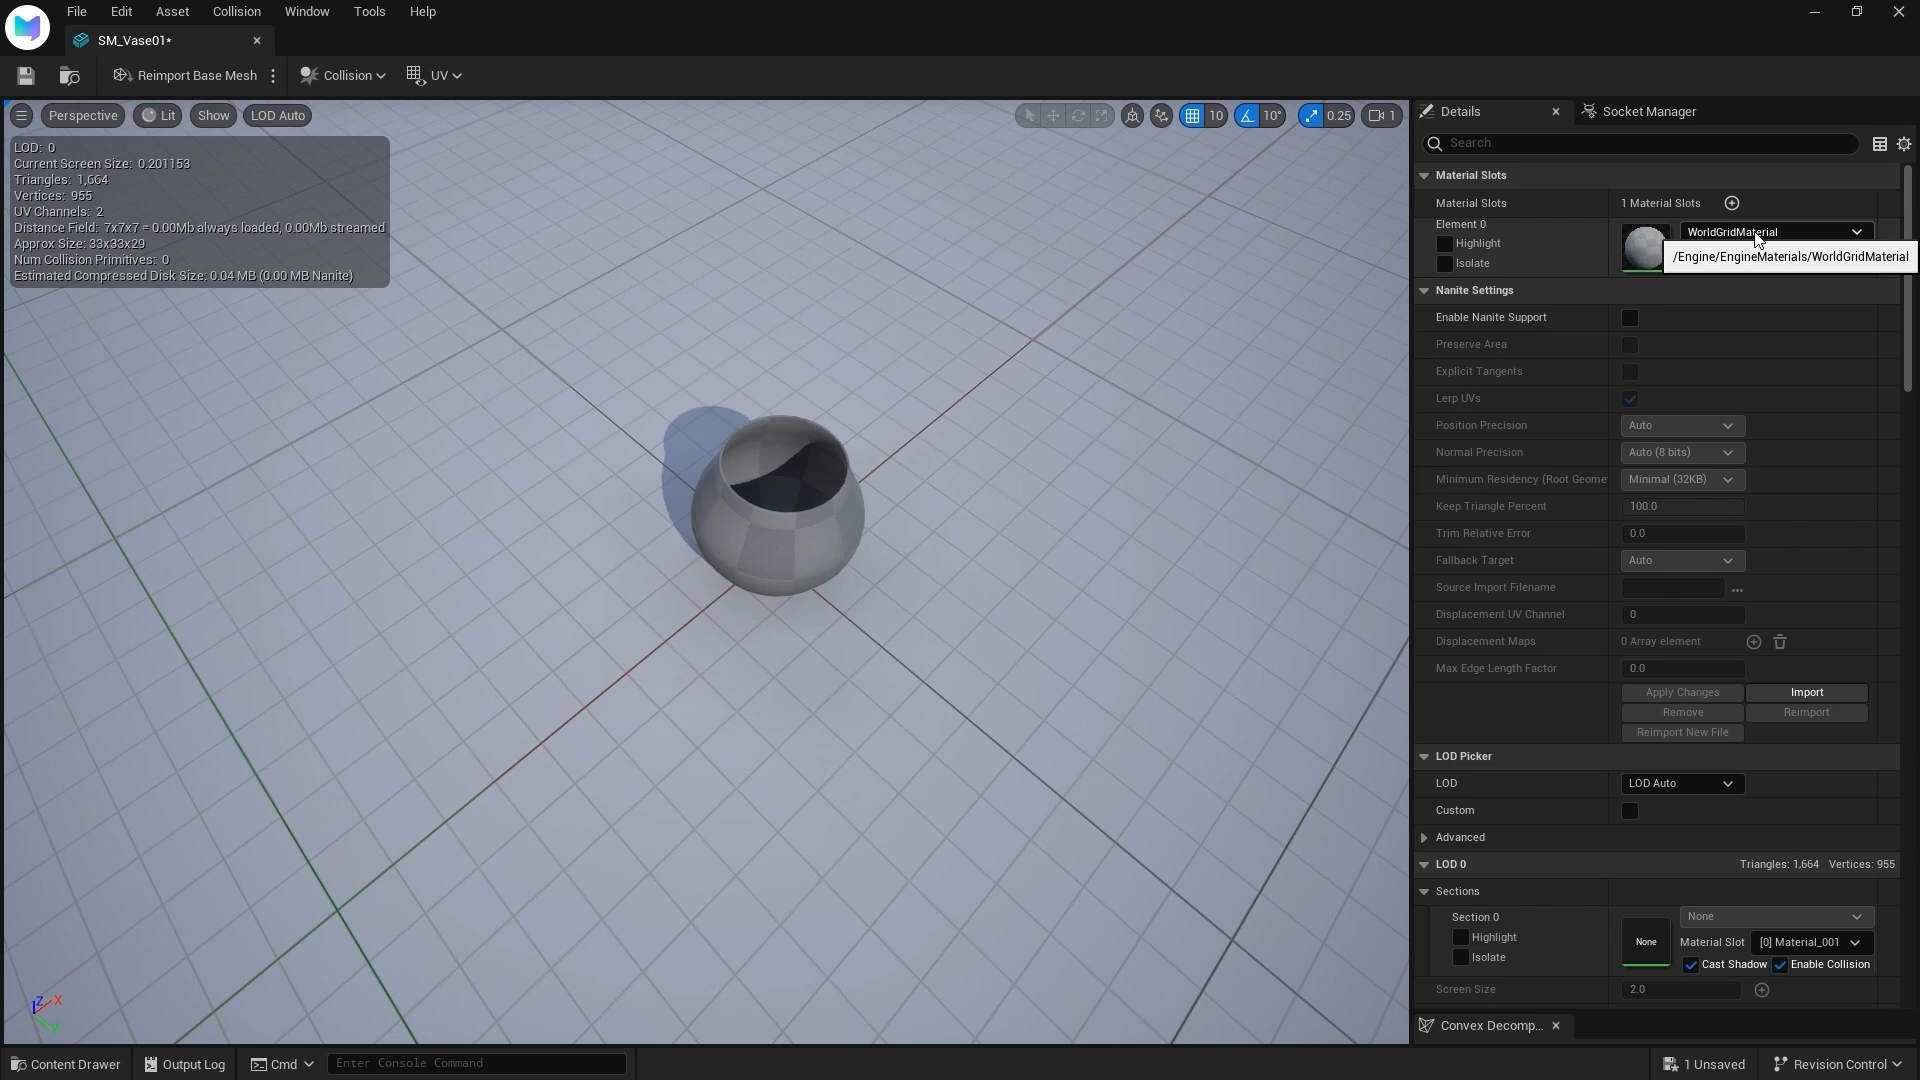 File Edit Asset Collision Window Tools Help
SM_Vase01*
Reimport Base Mesh Collision UV
Perspective Lit Show LOD Auto 10 10° 0.25 1
LOD: 0
Current Screen Size: 0.201153
Triangles: 1,664
Vertices: 955
UV Channels: 2
Distance Field: 7x7x7 = 0.00Mb always loaded, 0.00Mb streamed
Approx Size: 33x33x29
Num Collision Primitives: 0
Estimated Compressed Disk Size: 0.04 MB (0.00 MB Nanite)
Z X
Details Socket Manager
Search
Material Slots
Material Slots 1 Material Slots
Element 0
Highlight
Isolate
WorldGridMaterial
/Engine/EngineMaterials/WorldGridMaterial
Nanite Settings
Enable Nanite Support
Preserve Area
Explicit Tangents
Lerp UVs
Position Precision Auto
Normal Precision Auto (8 bits)
Minimum Residency (Root Geome Minimal (32KB)
Keep Triangle Percent 100.0
Trim Relative Error 0.0
Fallback Target Auto
Source Import Filename ...
Displacement UV Channel 0
Displacement Maps 0 Array element
Max Edge Length Factor 0.0
Apply Changes Import
Remove Reimport
Reimport New File
LOD Picker
LOD LOD Auto
Custom
Advanced
LOD 0 Triangles: 1,664 Vertices: 955
Sections
Section 0
Highlight
Isolate
None
None
Material Slot [0] Material_001
Cast Shadow Enable Collision
Screen Size 2.0
Convex Decomp...
Content Drawer Output Log Cmd Enter Console Command 1 Unsaved Revision Control